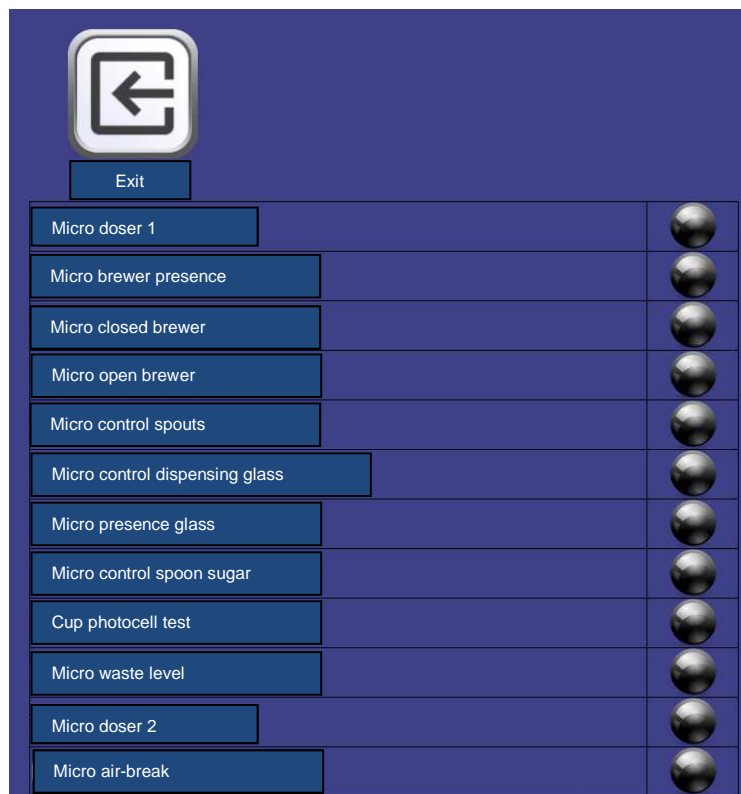 Exit
Micro doser 1
Micro brewer presence
Micro closed brewer
Micro open brewer
Micro control spouts
Micro control dispensing glass
Micro presence glass
Micro control spoon sugar
Cup photocell test
Micro waste level
Micro doser 2
Micro air-break